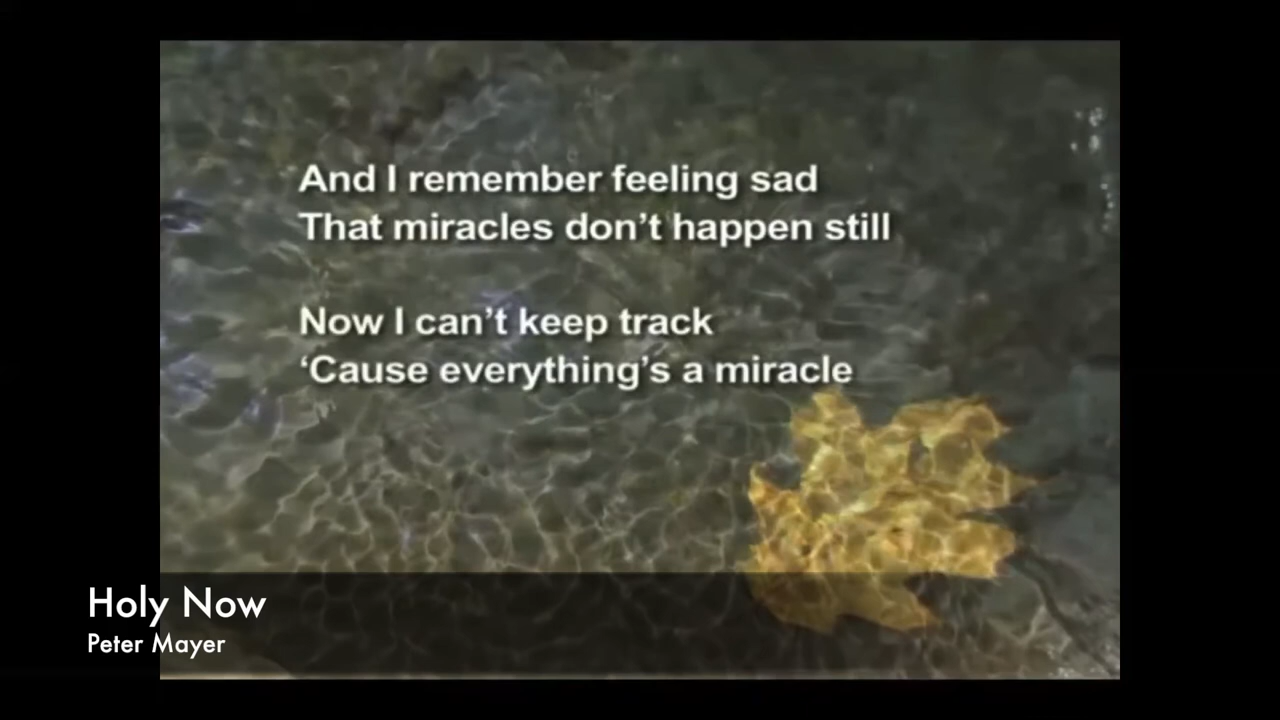 And I remember feeling sad
That miracles don’t happen still
Now I can’t keep track
‘Cause everything’s a miracle
Holy Now
Peter Mayer